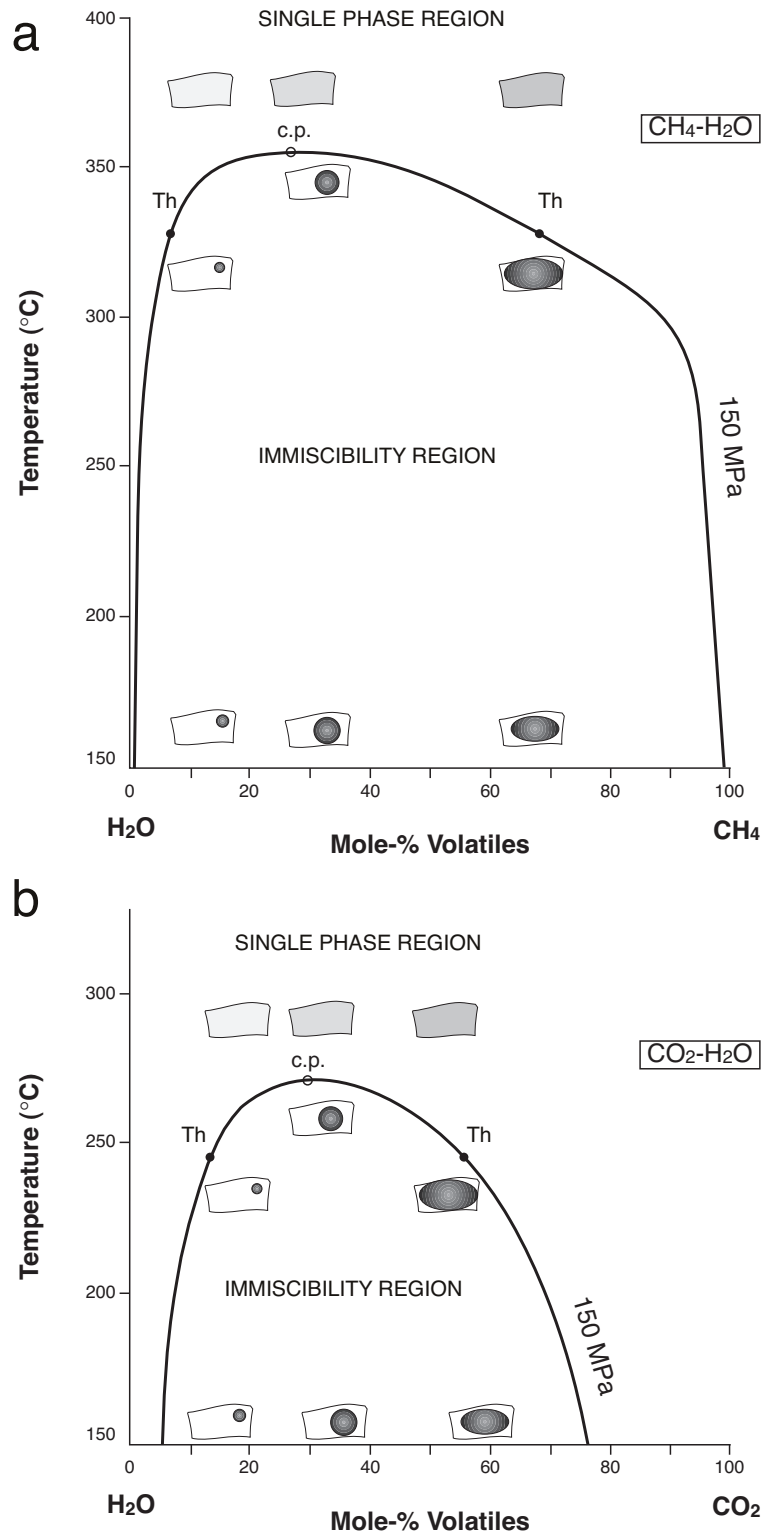 a
SINGLE PHASE REGION
400
CH₄-H₂O
c.p.
350
Th
Th
300
Temperature (°C)
150 MPa
IMMISCIBILITY REGION
250
200
150
0
20
40
60
80
100
H₂O
Mole-% Volatiles
CH₄
b
SINGLE PHASE REGION
300
CO₂-H₂O
c.p.
Th
Th
250
Temperature (°C)
200
IMMISCIBILITY REGION
150 MPa
150
0
20
40
60
80
100
H₂O
Mole-% Volatiles
CO₂